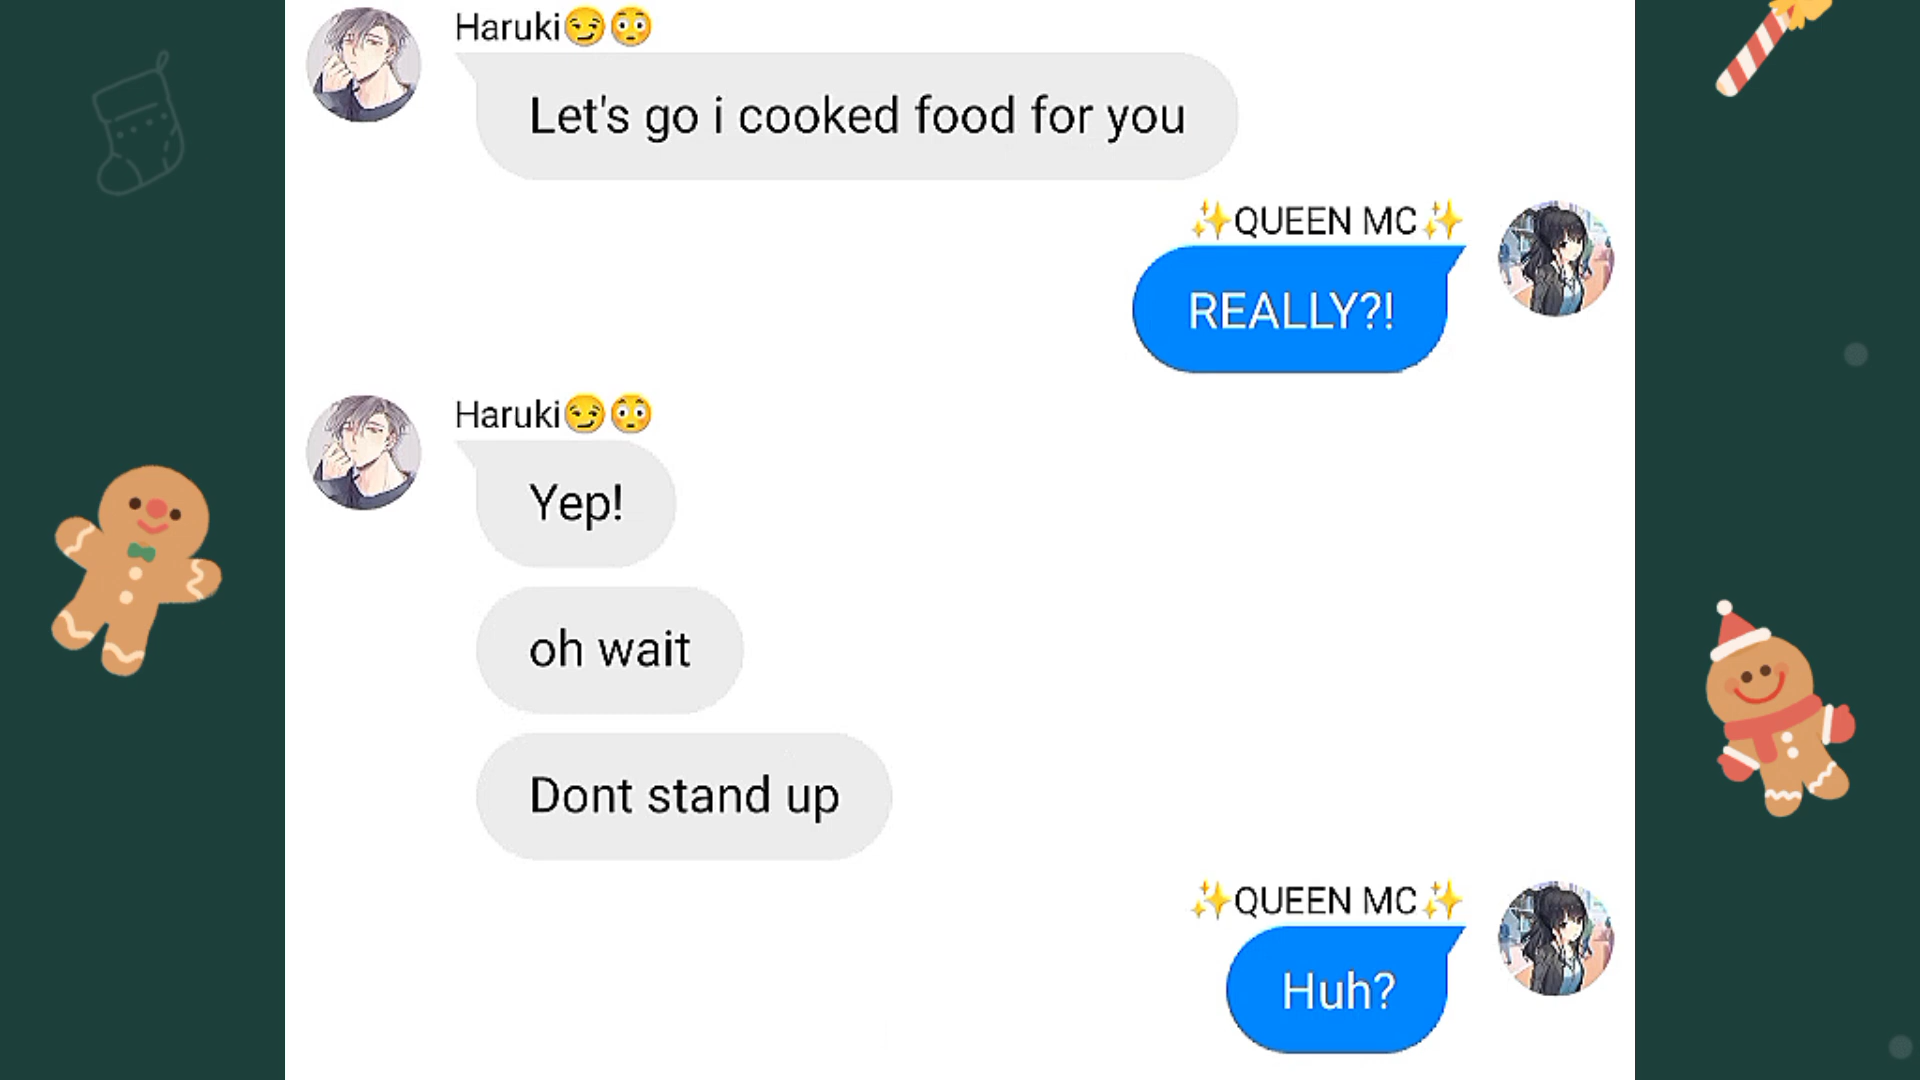 Haruki😏😳
Let's go i cooked food for you
✨QUEEN MC✨
REALLY?!
Haruki😏😳
Yep!
oh wait
Dont stand up
✨QUEEN MC✨
Huh?